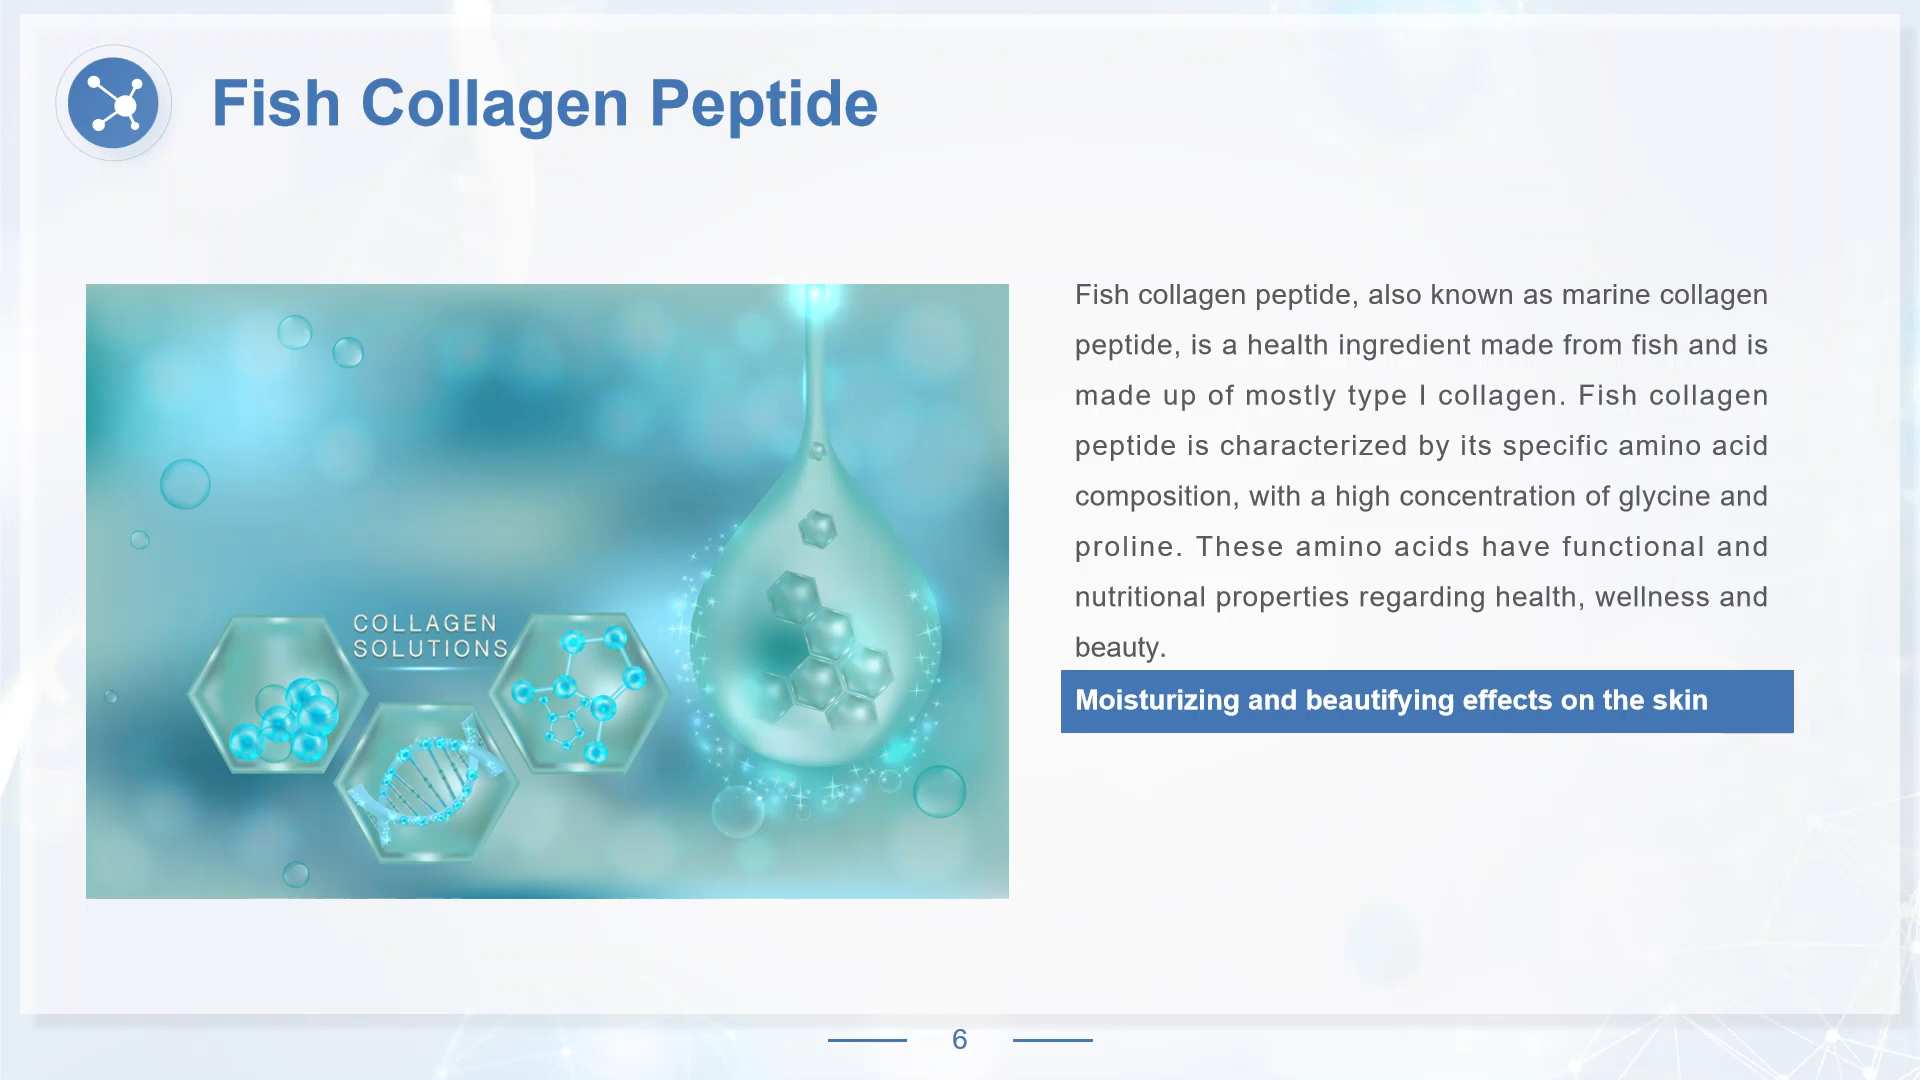 Fish Collagen Peptide
COLLAGEN
SOLUTIONS
Fish collagen peptide, also known as marine collagen
peptide, is a health ingredient made from fish and is
made up of mostly type I collagen. Fish collagen
peptide is characterized by its specific amino acid
composition, with a high concentration of glycine and
proline. These amino acids have functional and
nutritional properties regarding health, wellness and
beauty.
Moisturizing and beautifying effects on the skin
6